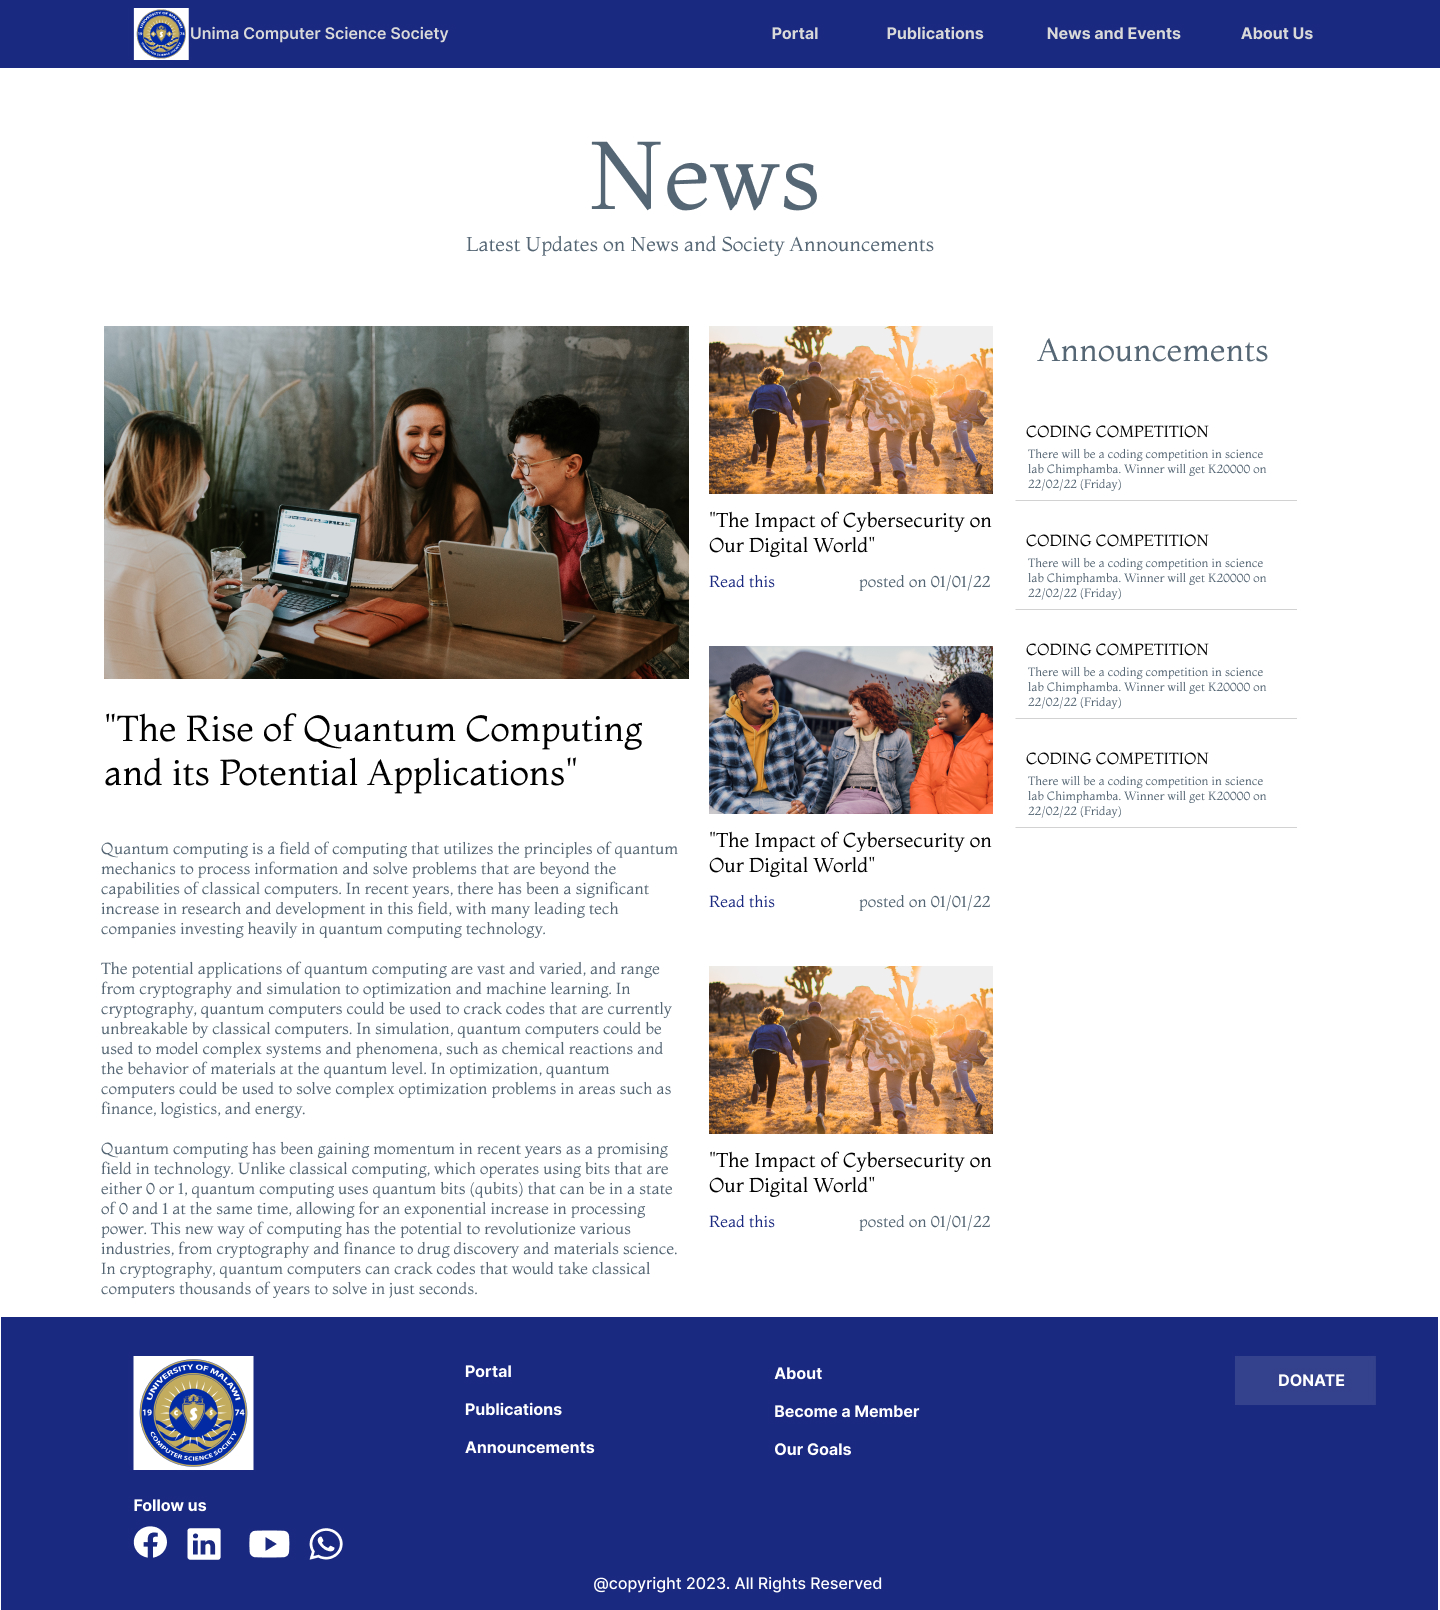 Unima Computer Science Society
Portal
Publications
News and Events
About Us
News
Latest Updates on News and Society Announcements
"The Rise of Quantum Computing
and its Potential Applications"
Quantum computing is a field of computing that utilizes the principles of quantum
mechanics to process information and solve problems that are beyond the
capabilities of classical computers. In recent years, there has been a significant
increase in research and development in this field, with many leading tech
companies investing heavily in quantum computing technology.
The potential applications of quantum computing are vast and varied, and range
from cryptography and simulation to optimization and machine learning. In
cryptography, quantum computers could be used to crack codes that are currently
unbreakable by classical computers. In simulation, quantum computers could be
used to model complex systems and phenomena, such as chemical reactions and
the behavior of materials at the quantum level. In optimization, quantum
computers could be used to solve complex optimization problems in areas such as
finance, logistics, and energy.
Quantum computing has been gaining momentum in recent years as a promising
field in technology. Unlike classical computing, which operates using bits that are
either 0 or 1, quantum computing uses quantum bits (qubits) that can be in a state
of 0 and 1 at the same time, allowing for an exponential increase in processing
power. This new way of computing has the potential to revolutionize various
industries, from cryptography and finance to drug discovery and materials science.
In cryptography, quantum computers can crack codes that would take classical
computers thousands of years to solve in just seconds.
"The Impact of Cybersecurity on
Our Digital World"
Read this
posted on 01/01/22
"The Impact of Cybersecurity on
Our Digital World"
Read this
posted on 01/01/22
"The Impact of Cybersecurity on
Our Digital World"
Read this
posted on 01/01/22
Announcements
CODING COMPETITION
There will be a coding competition in science
lab Chimphamba. Winner will get K20000 on
22/02/22 (Friday)
CODING COMPETITION
There will be a coding competition in science
lab Chimphamba. Winner will get K20000 on
22/02/22 (Friday)
CODING COMPETITION
There will be a coding competition in science
lab Chimphamba. Winner will get K20000 on
22/02/22 (Friday)
CODING COMPETITION
There will be a coding competition in science
lab Chimphamba. Winner will get K20000 on
22/02/22 (Friday)
UNIVERSITY OF MALAWI
19 74
C S I
COMPUTER SCIENCE SOCIETY
Follow us
in
Portal
Publications
Announcements
About
Become a Member
Our Goals
DONATE
@copyright 2023. All Rights Reserved